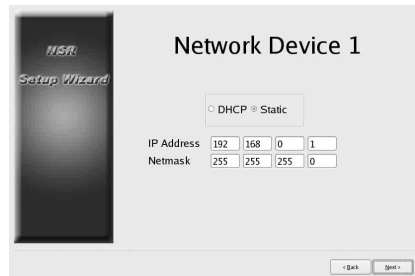 NSR
Setup Wizard
Network Device 1
DHCP Static
IP Address 192 168 0 1
Netmask 255 255 255 0
< Back Next >